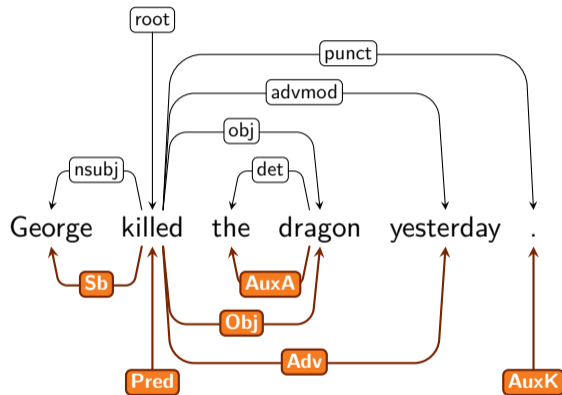 root
punct
advmod
obj
nsubj det
George killed the dragon yesterday .
Sb AuxA
Obj
Adv
Pred AuxK